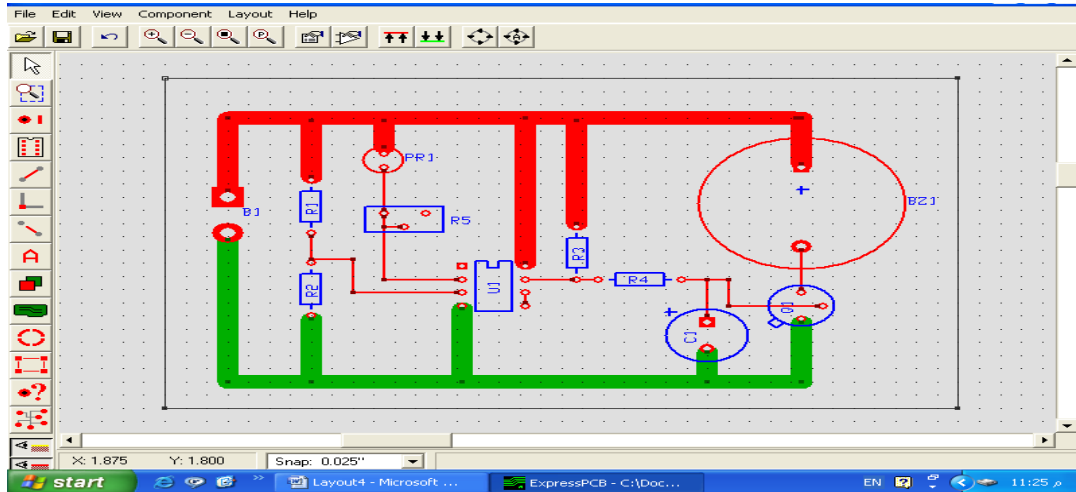 File Edit View Component Layout Help
PR1
B1
R1
R5
BZ1
+
R3
R2
U1
R4
+
Q1
C1
A
?
X: 1.875 Y: 1.800 Snap: 0.025"
start Layout4 - Microsoft ... ExpressPCB - C:\Doc... EN ? 11:25 م